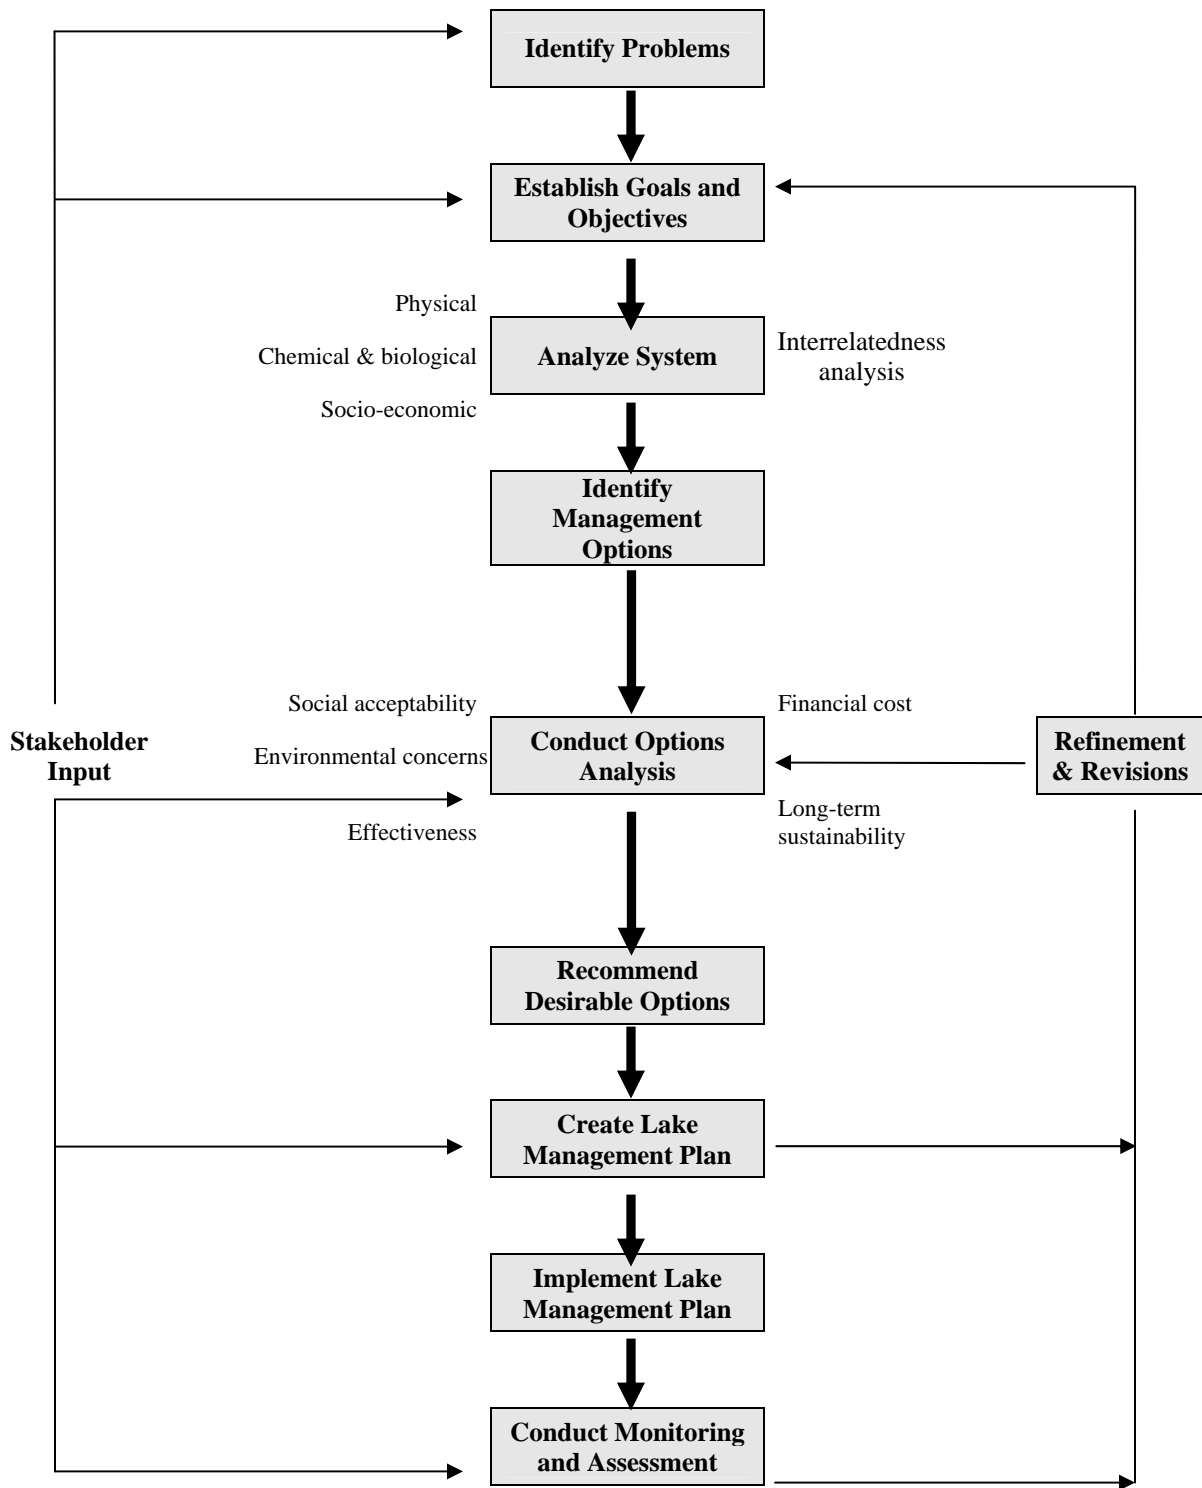 Identify Problems
Establish Goals and
Objectives
Physical
Chemical & biological
Socio-economic
Analyze System
Interrelatedness
analysis
Identify
Management
Options
Stakeholder
Input
Social acceptability
Environmental concerns
Effectiveness
Conduct Options
Analysis
Financial cost
Long-term
sustainability
Refinement
& Revisions
Recommend
Desirable Options
Create Lake
Management Plan
Implement Lake
Management Plan
Conduct Monitoring
and Assessment